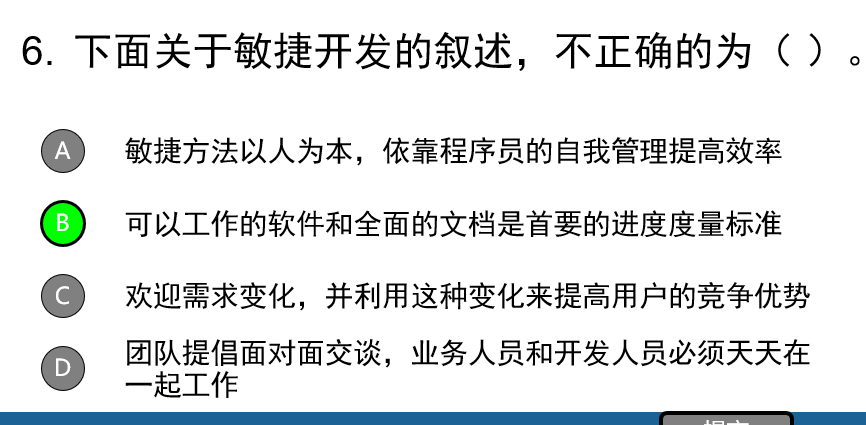 6. 下面关于敏捷开发的叙述，不正确的为（ ）。
A 敏捷方法以人为本，依靠程序员的自我管理提高效率
B 可以工作的软件和全面的文档是首要的进度度量标准
C 欢迎需求变化，并利用这种变化来提高用户的竞争优势
D 团队提倡面对面交谈，业务人员和开发人员必须天天在
一起工作